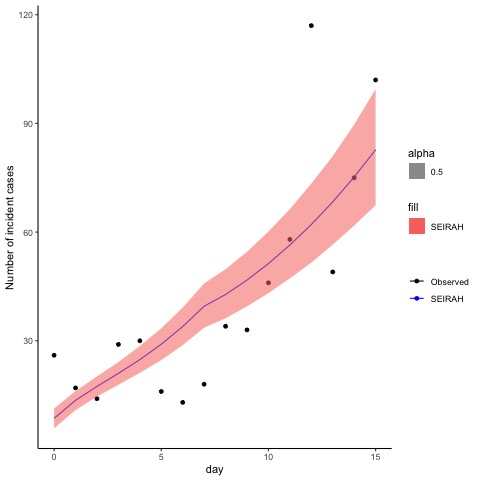 120
90
60
30
0
5
10
15
day
Number of incident cases
alpha
0.5
fill
SEIRAH
Observed
SEIRAH